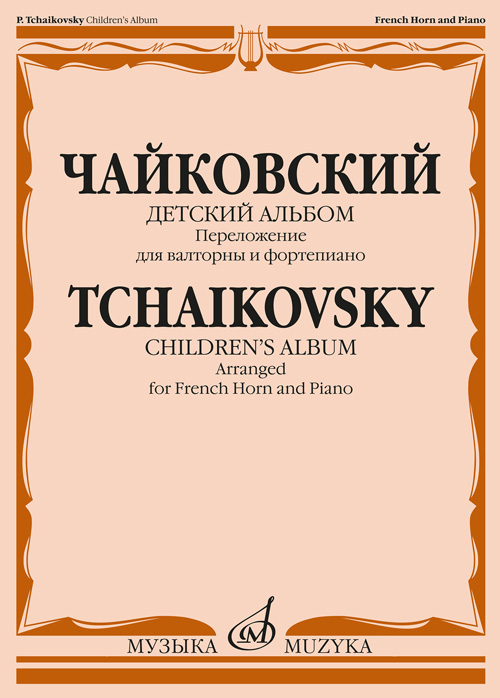 P. Tchaikovsky Children's Album
French Horn and Piano
ЧАЙКОВСКИЙ
ДЕТСКИЙ АЛЬБОМ
Переложение
для валторны и фортепиано
TCHAIKOVSKY
CHILDREN'S ALBUM
Arranged
for French Horn and Piano
МУЗЫКА М MUZYKA